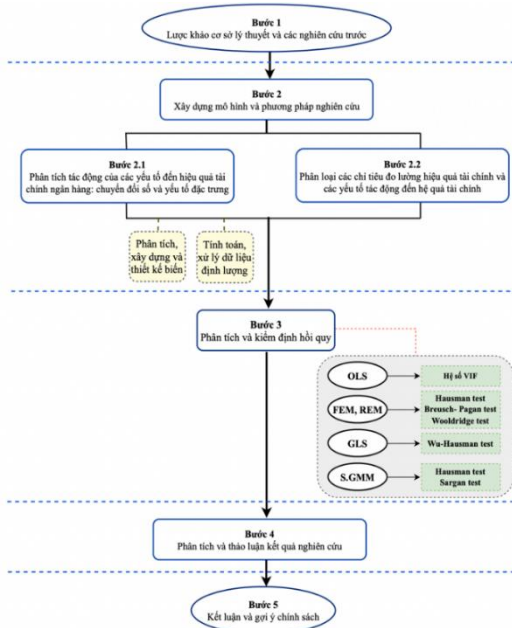 Bước 1
Lược khảo cơ sở lý thuyết và các nghiên cứu trước
Bước 2
Xây dựng mô hình và phương pháp nghiên cứu
Bước 2.1
Phân tích tác động của các yếu tố đến hiệu quả tài
chính ngân hàng: chuyển đổi số và yếu tố đặc trưng
Bước 2.2
Phân loại các chỉ tiêu đo lường hiệu quả tài chính và
các yếu tố tác động đến hệ quả tài chính
Phân tích,
xây dựng và
thiết kế biến
Tính toán,
xử lý dữ liệu
định lượng
Bước 3
Phân tích và kiểm định hồi quy
OLS
Hệ số VIF
FEM, REM
Hausman test
Breusch- Pagan test
Wooldridge test
GLS
Wu-Hausman test
S.GMM
Hausman test
Sargan test
Bước 4
Phân tích và thảo luận kết quả nghiên cứu
Bước 5
Kết luận và gợi ý chính sách